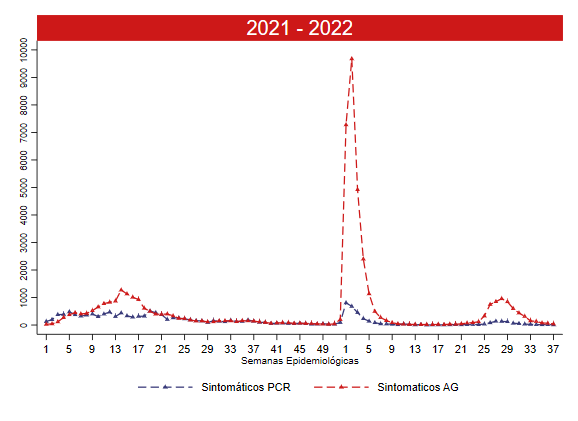 2021 - 2022
10000
9000
8000
7000
6000
5000
4000
3000
2000
1000
0
1 5 9 13 17 21 25 29 33 37 41 45 49 1 5 9 13 17 21 25 29 33 37
Semanas Epidemiológicas
Sintomáticos PCR Sintomaticos AG